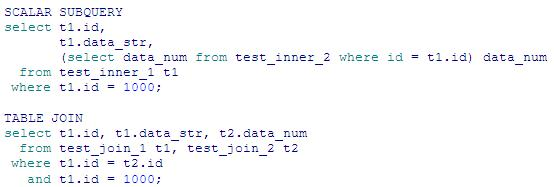 SCALAR SUBQUERY
select t1.id,
       t1.data_str,
       (select data_num from test_inner_2 where id = t1.id) data_num
  from test_inner_1 t1
 where t1.id = 1000;

TABLE JOIN
select t1.id, t1.data_str, t2.data_num
  from test_join_1 t1, test_join_2 t2
 where t1.id = t2.id
   and t1.id = 1000;